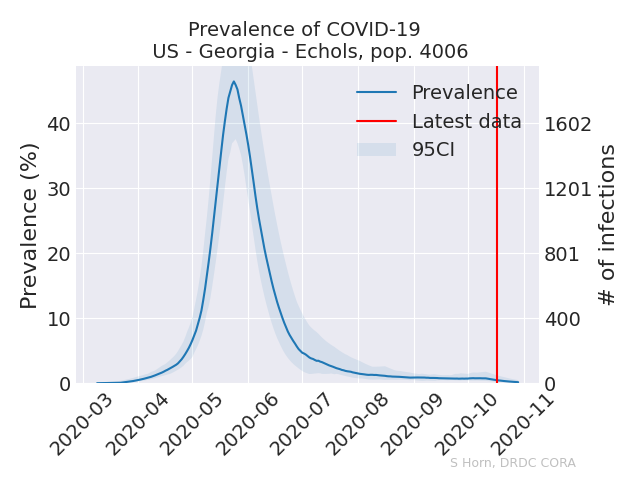 Prevalence of COVID-19
US - Georgia - Echols, pop. 4006
Prevalence
Latest data
95CI
Prevalence (%)
40
30
20
10
0
# of infections
1602
1201
801
400
0
2020-03
2020-04
2020-05
2020-06
2020-07
2020-08
2020-09
2020-10
2020-11
S Horn, DRDC CORA